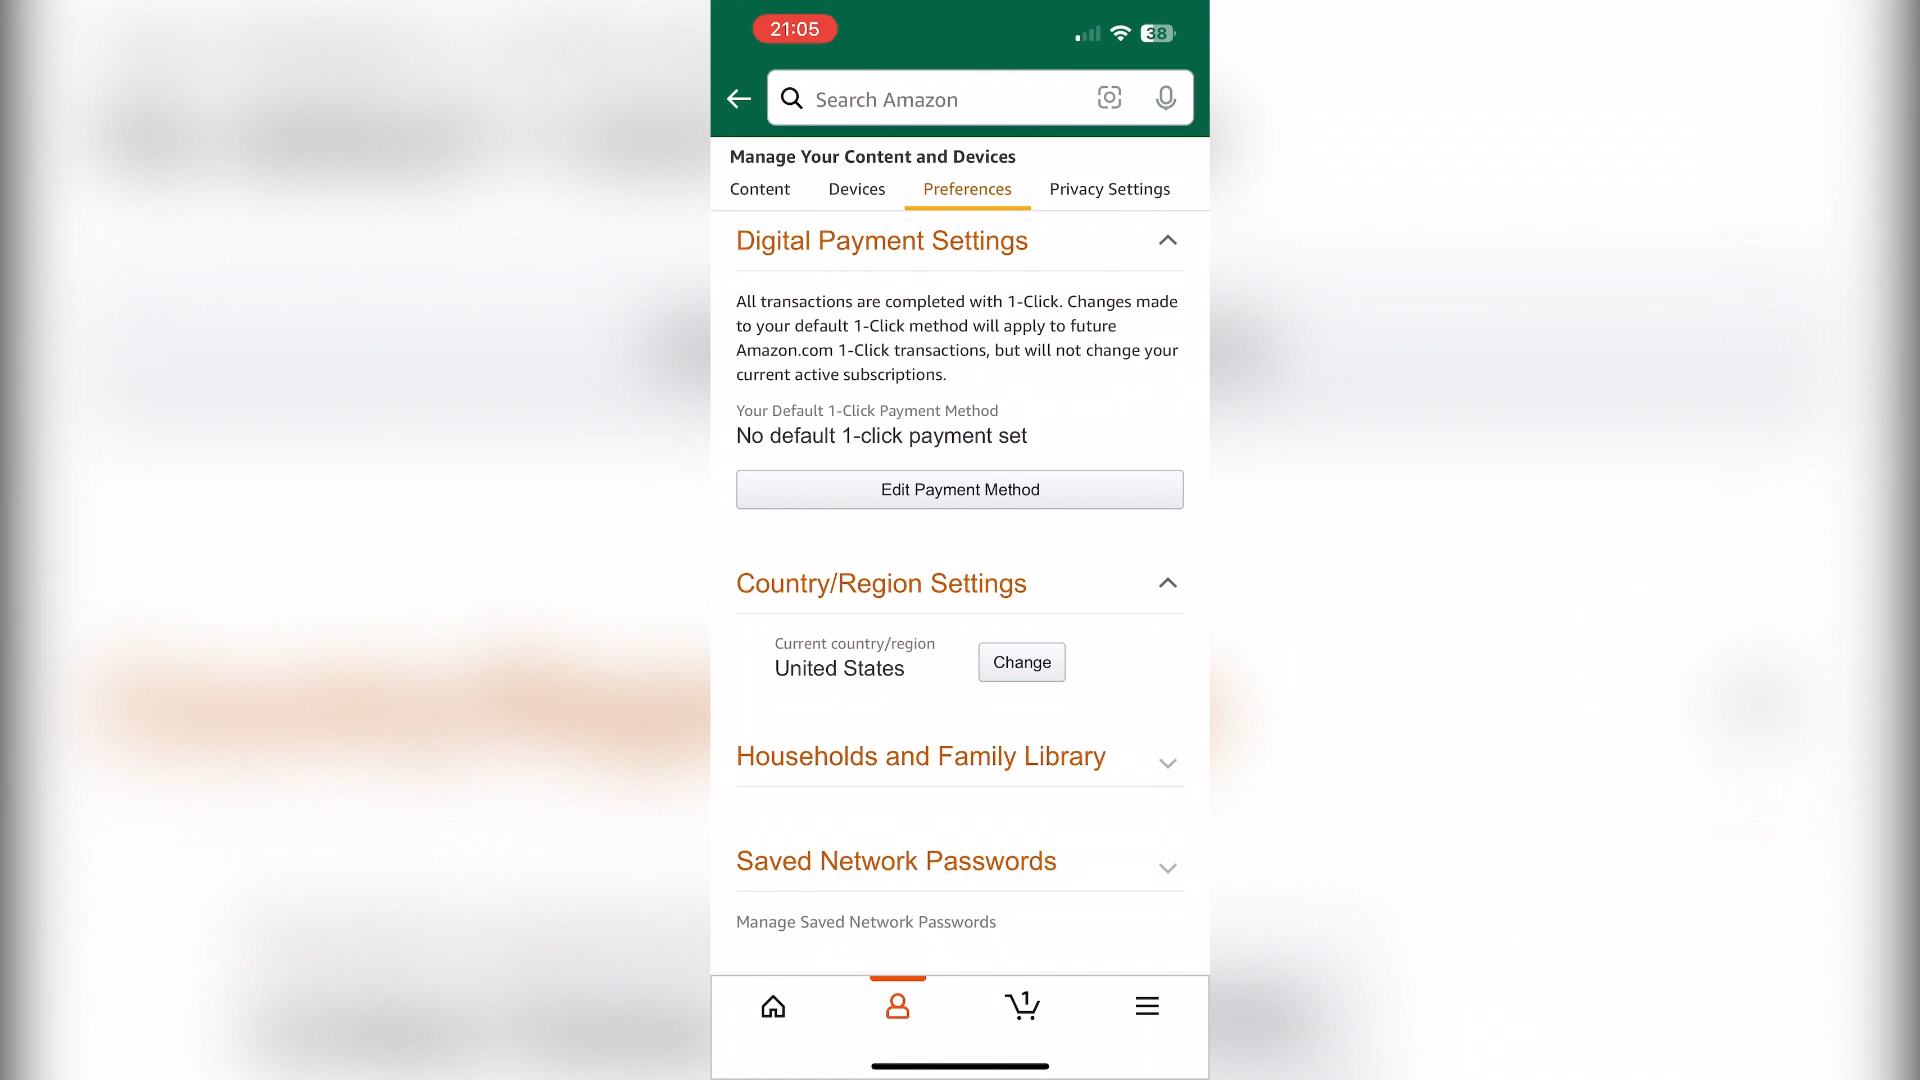 21:05
38
Search Amazon
Manage Your Content and Devices
Content Devices Preferences Privacy Settings
Digital Payment Settings
All transactions are completed with 1-Click. Changes made
to your default 1-Click method will apply to future
Amazon.com 1-Click transactions, but will not change your
current active subscriptions.
Your Default 1-Click Payment Method
No default 1-click payment set
Edit Payment Method
Country/Region Settings
Current country/region
United States
Change
Households and Family Library
Saved Network Passwords
Manage Saved Network Passwords
1